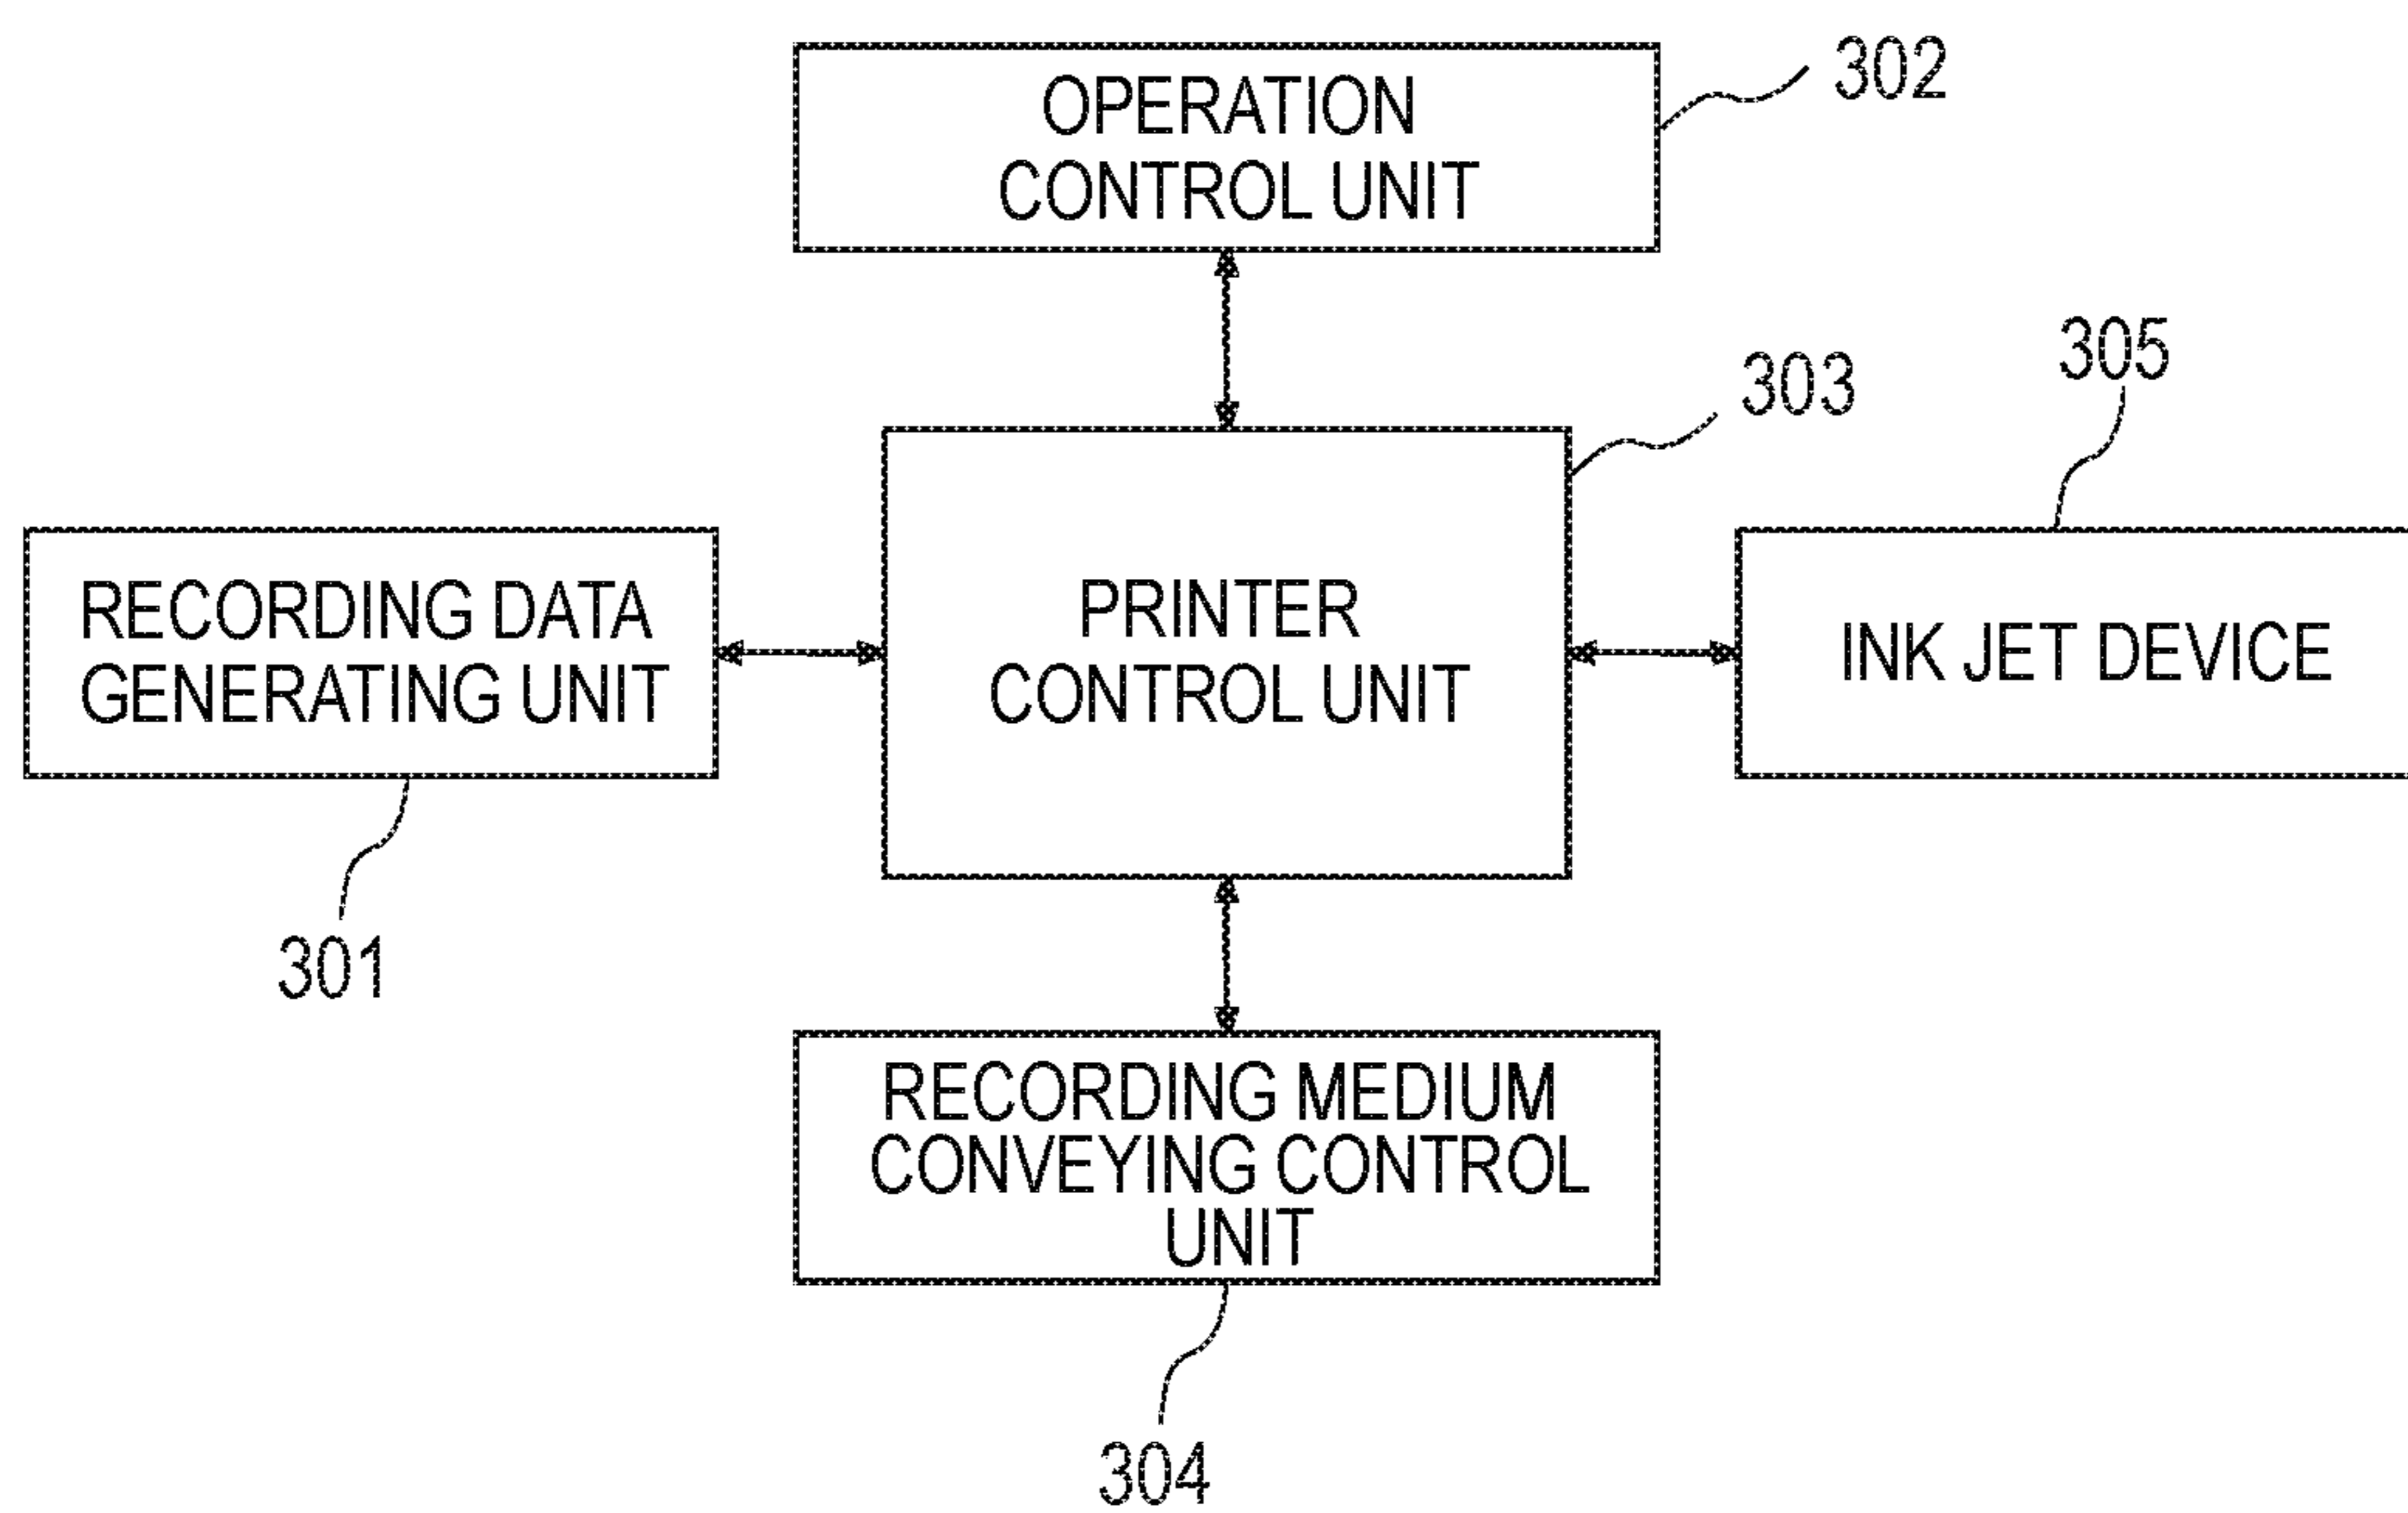 OPERATION
CONTROL UNIT
302
303
305
RECORDING DATA
GENERATING UNIT
PRINTER
CONTROL UNIT
INK JET DEVICE
301
RECORDING MEDIUM
CONVEYING CONTROL
UNIT
304